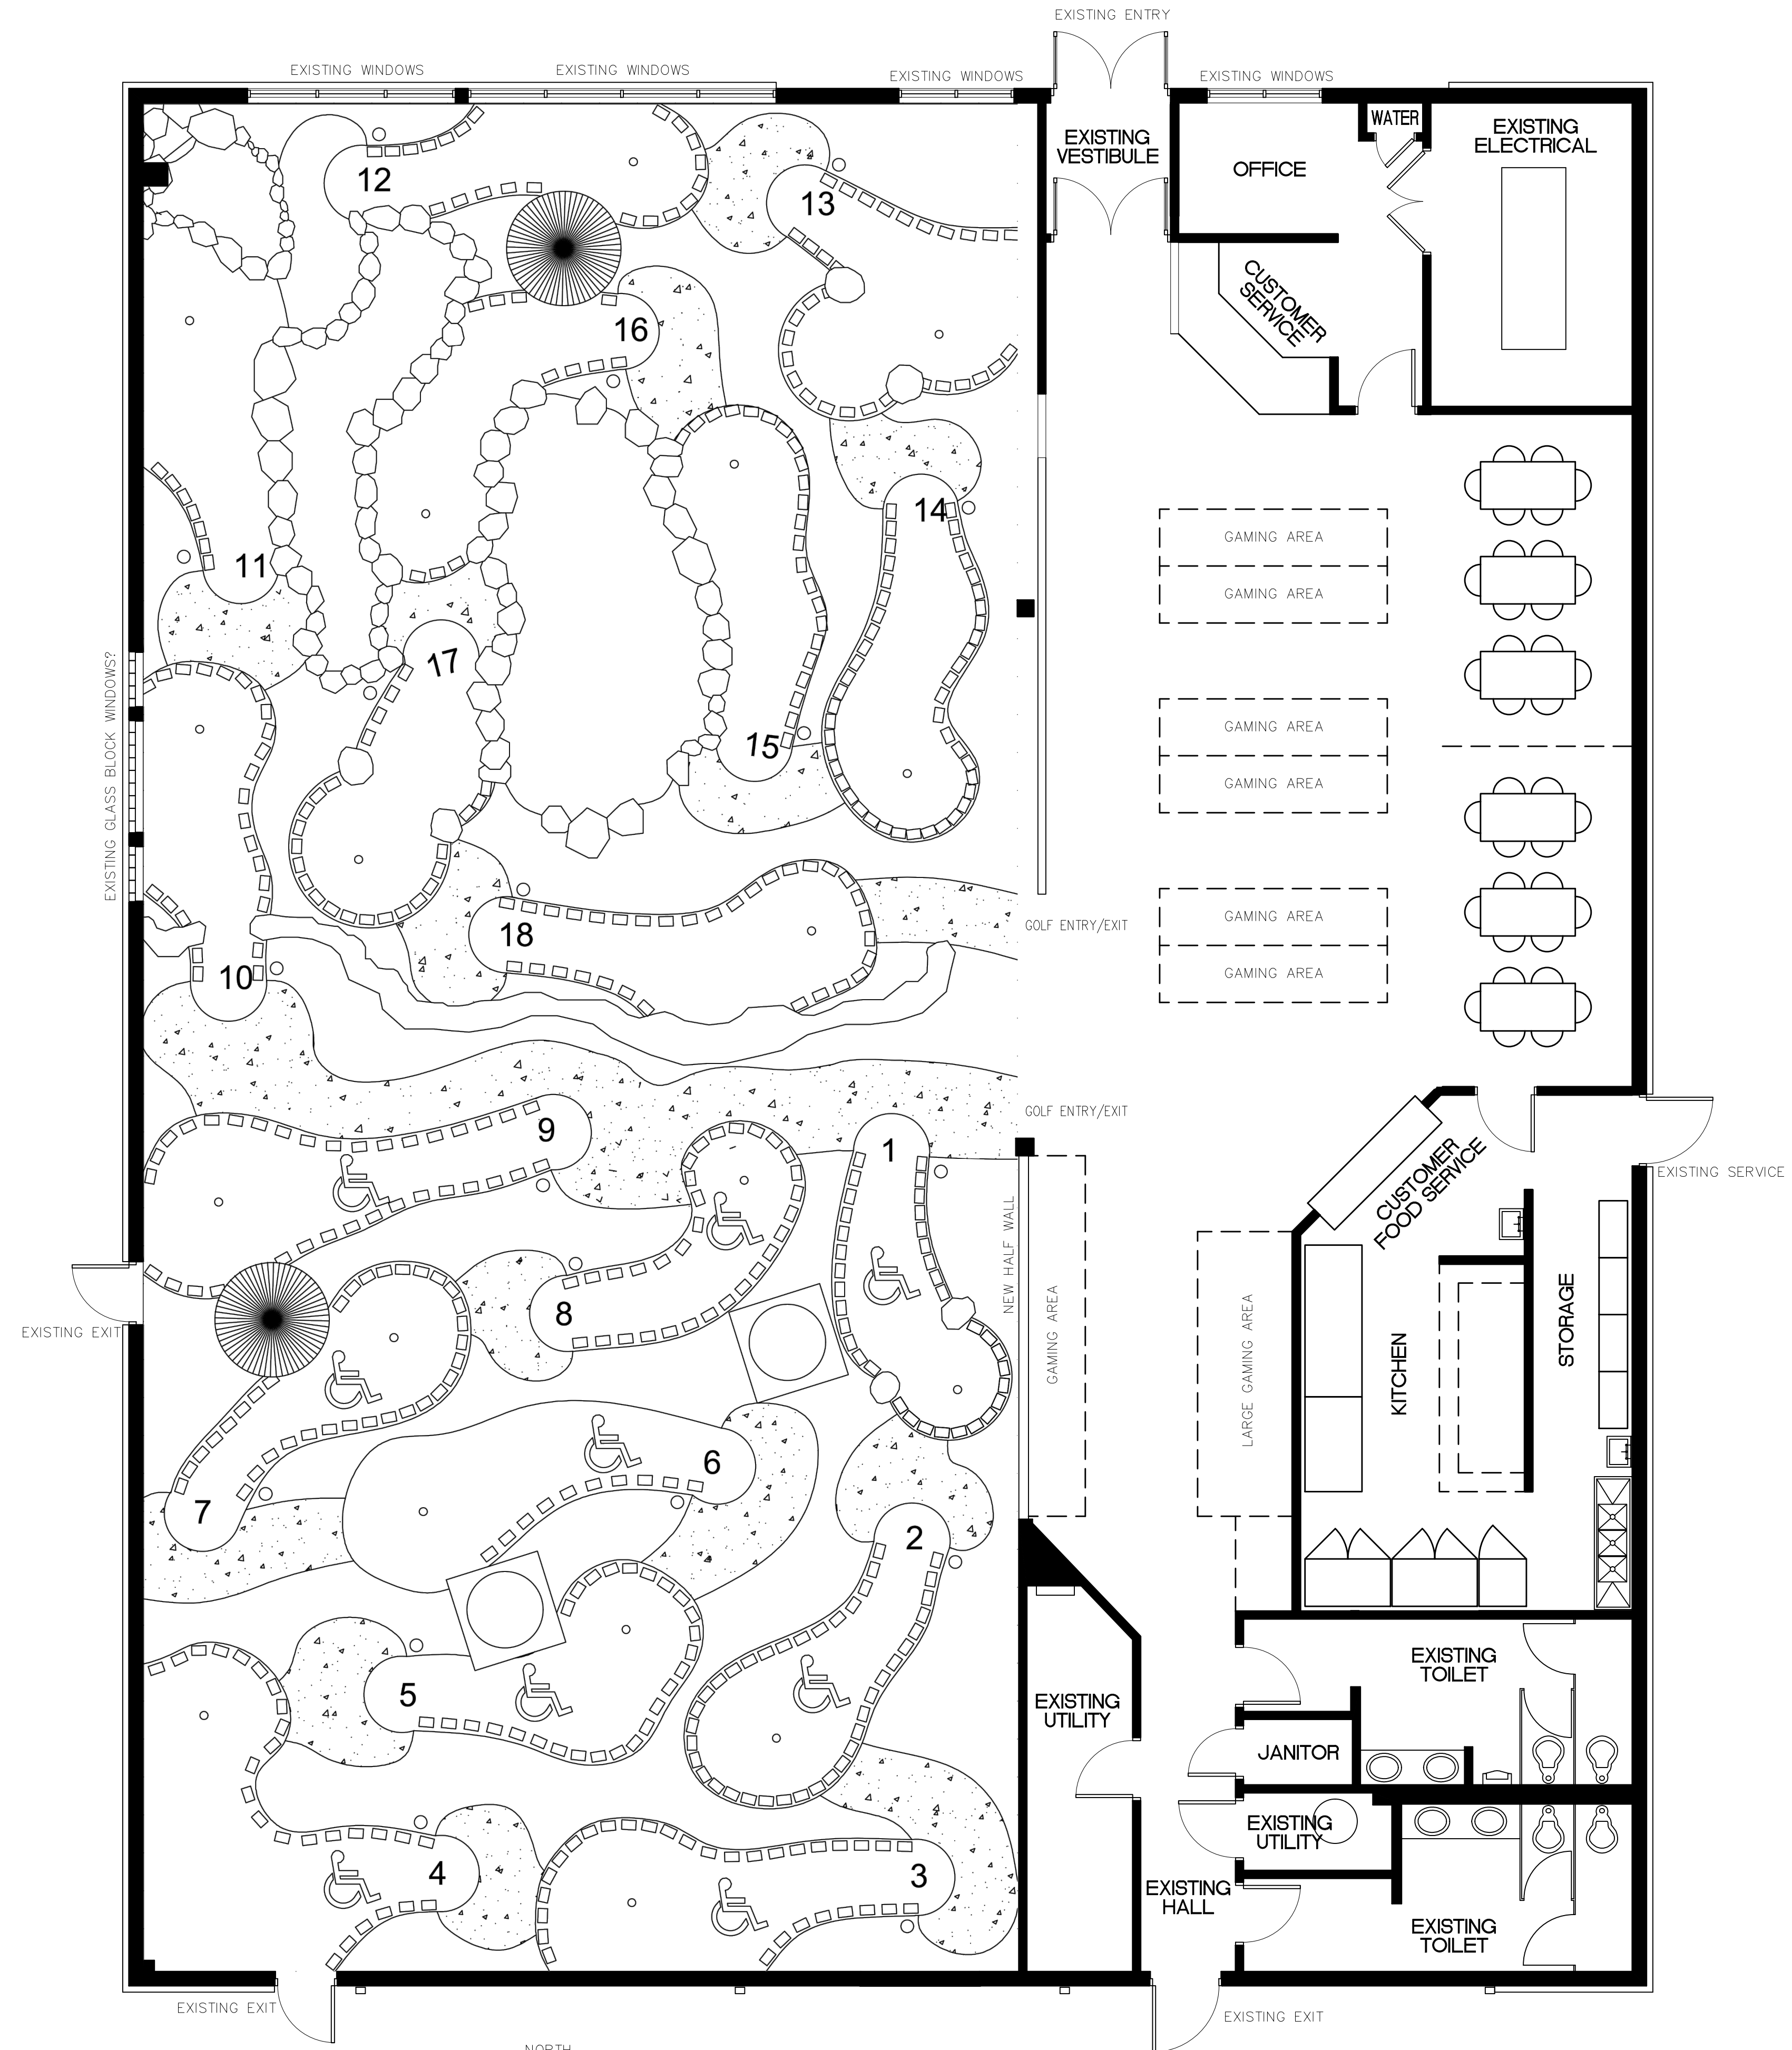 EXISTING ENTRY
EXISTING WINDOWS
EXISTING WINDOWS
EXISTING WINDOWS
EXISTING WINDOWS
WATER
EXISTING
ELECTRICAL
EXISTING
VESTIBULE
OFFICE
12
13
CUSTOMER
SERVICE
16
14
11
GAMING AREA
GAMING AREA
17
EXISTING GLASS BLOCK WINDOWS?
15
GAMING AREA
GAMING AREA
18
GOLF ENTRY/EXIT
GAMING AREA
GAMING AREA
10
GOLF ENTRY/EXIT
9
1
CUSTOMER
FOOD SERVICE
EXISTING SERVICE
NEW HALF WALL
GAMING AREA
LARGE GAMING AREA
KITCHEN
STORAGE
8
EXISTING EXIT
6
7
2
5
EXISTING
UTILITY
EXISTING
TOILET
JANITOR
EXISTING
UTILITY
4
3
EXISTING
HALL
EXISTING
TOILET
EXISTING EXIT
EXISTING EXIT
NORTH